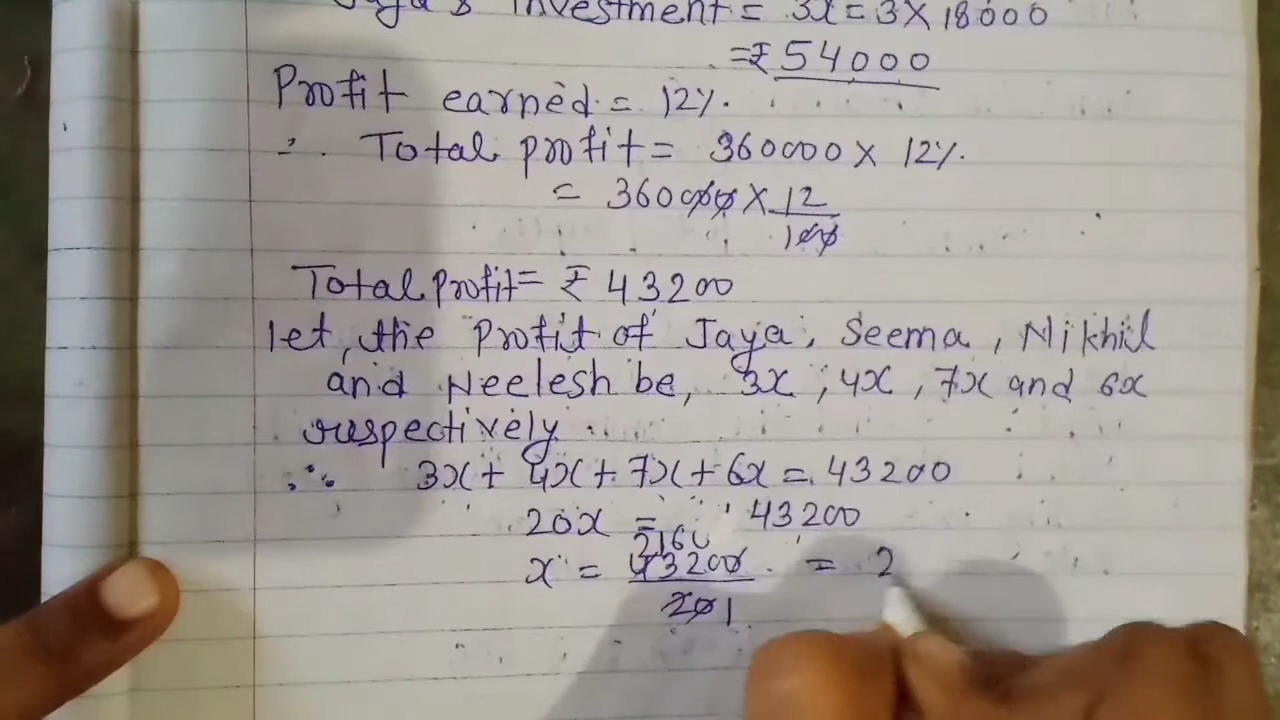 Jaya's investment = 3x = 3 × 18000
= ₹ 54000
Profit earned = 12%.
∴ Total profit = 360000 × 12%.
= 360000 × 12/100
Total Profit = ₹ 43200
let, the Profit of Jaya, Seema, Nikhil
and Neelesh be, 3x, 4x, 7x and 6x
respectively.
∴ 3x + 4x + 7x + 6x = 43200
20x = 43200
2160
x = 43200 = 2
20 1